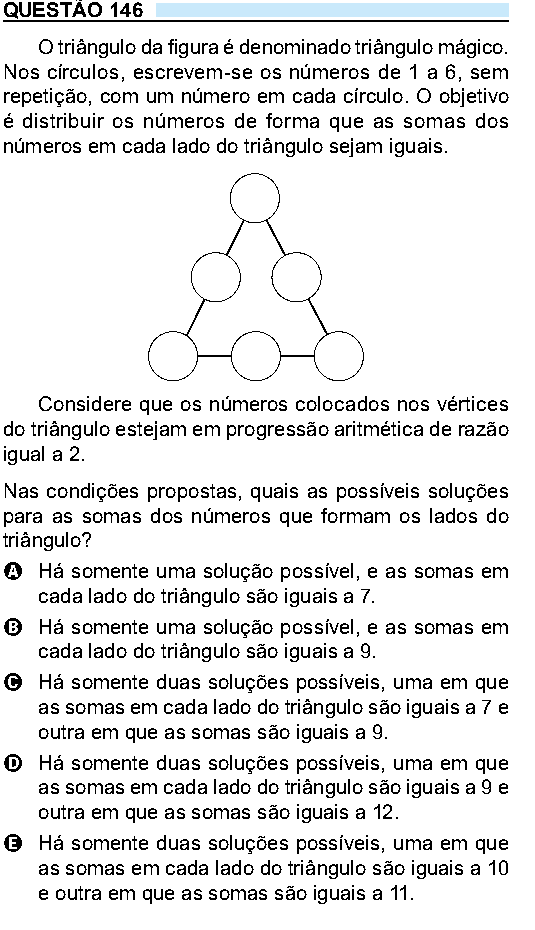 QUESTÃO 146
O triângulo da figura é denominado triângulo mágico.
Nos círculos, escrevem-se os números de 1 a 6, sem
repetição, com um número em cada círculo. O objetivo
é distribuir os números de forma que as somas dos
números em cada lado do triângulo sejam iguais.
Considere que os números colocados nos vértices
do triângulo estejam em progressão aritmética de razão
igual a 2.
Nas condições propostas, quais as possíveis soluções
para as somas dos números que formam os lados do
triângulo?
A Há somente uma solução possível, e as somas em
cada lado do triângulo são iguais a 7.
B Há somente uma solução possível, e as somas em
cada lado do triângulo são iguais a 9.
C Há somente duas soluções possíveis, uma em que
as somas em cada lado do triângulo são iguais a 7 e
outra em que as somas são iguais a 9.
D Há somente duas soluções possíveis, uma em que
as somas em cada lado do triângulo são iguais a 9 e
outra em que as somas são iguais a 12.
E Há somente duas soluções possíveis, uma em que
as somas em cada lado do triângulo são iguais a 10
e outra em que as somas são iguais a 11.